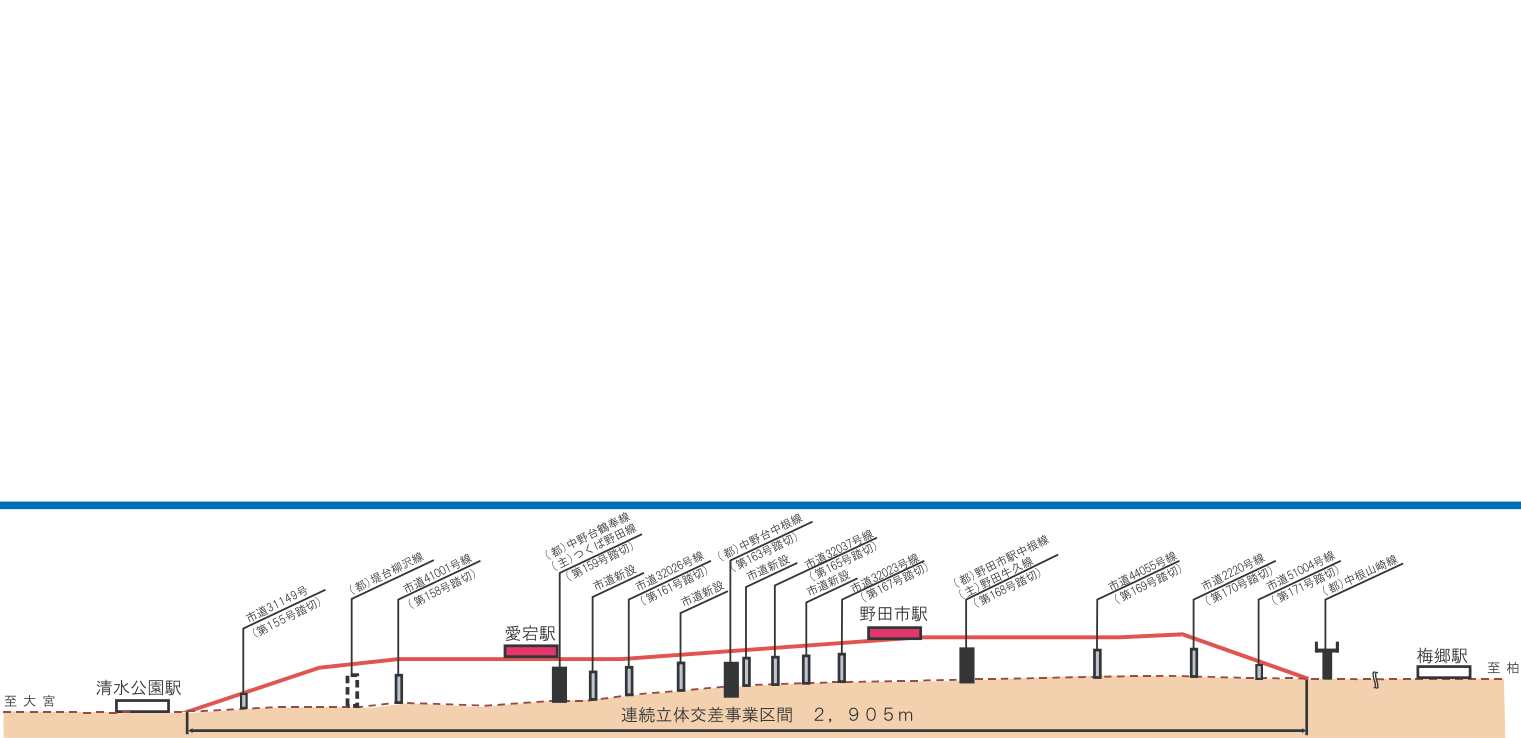 市道31149号
(第155号踏切)
(都)堤台柳沢線
市道41001号線
(第158号踏切)
(都)中野台鶴奉線
(主)つくば野田線
(第159号踏切)
市道新設
市道32026号線
(第161号踏切)
市道新設
(都)中野台中根線
(第163号踏切)
市道新設
市道32037号線
(第165号踏切)
市道新設
市道32023号線
(第167号踏切)
(都)野田市駅中根線
(主)野田牛久線
(第168号踏切)
市道44055号線
(第169号踏切)
市道2220号線
(第170号踏切)
市道51004号線
(第171号踏切)
(都)中根山崎線
至大宮
清水公園駅
愛宕駅
野田市駅
梅郷駅
至柏
連続立体交差事業区間 2,905m